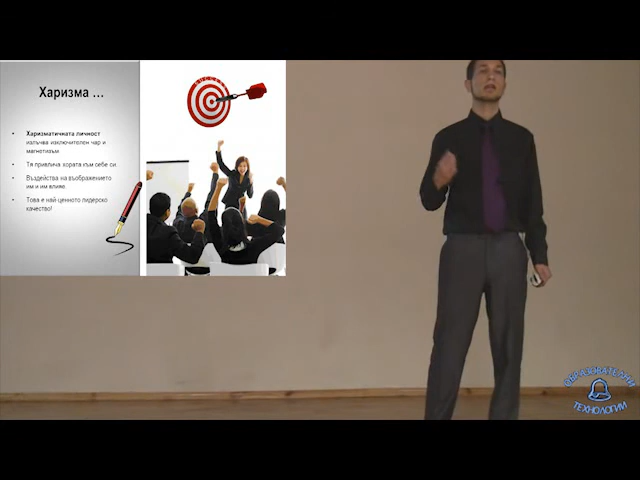 Харизма ...
• Харизматичната личност
излъчва изключителен чар и
магнетизъм.
• Тя привлича хората към себе си.
• Въздейства на въображението
им и им влияе.
• Това е най-ценното лидерско
качество!
SUCCESS
ОБРАЗОВАТЕЛНИ
ТЕХНОЛОГИИ